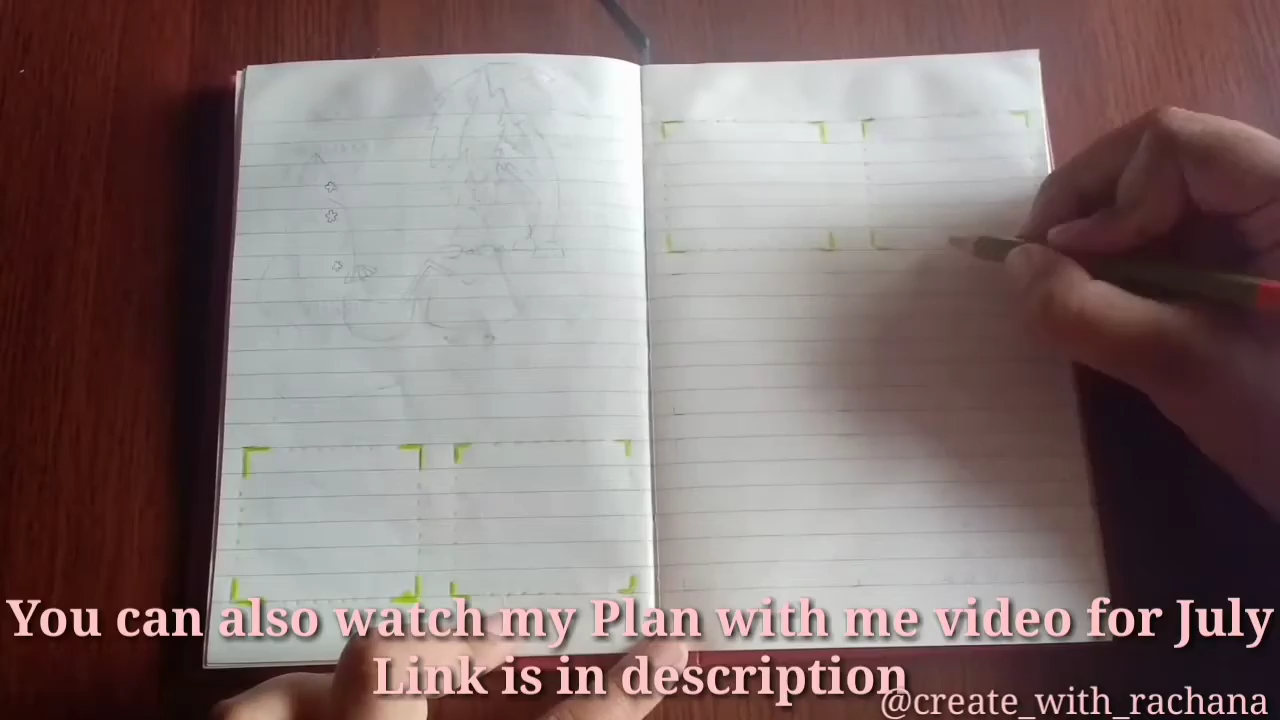 You can also watch my Plan with me video for July
Link is in description
@create_with_rachana